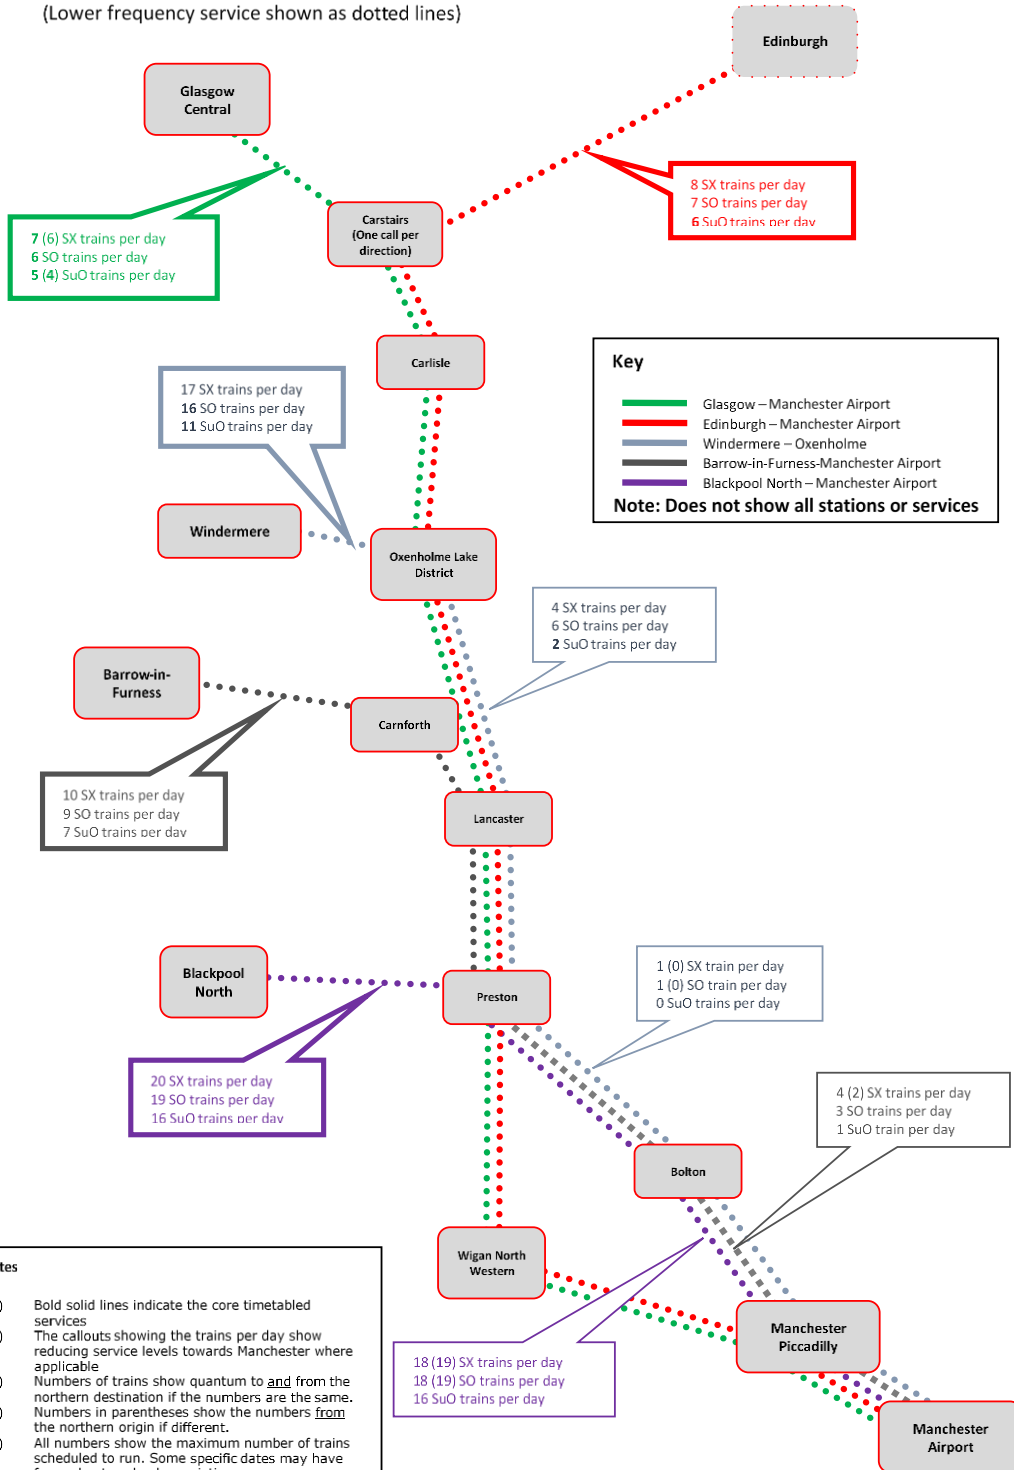 (Lower frequency service shown as dotted lines)
Edinburgh
Glasgow
Central
8 SX trains per day
7 SO trains per day
6 SuO trains per day
Carstairs
(One call per
direction)
7 (6) SX trains per day
6 SO trains per day
5 (4) SuO trains per day
Carlisle
Key
Glasgow – Manchester Airport
Edinburgh – Manchester Airport
Windermere – Oxenholme
Barrow-in-Furness-Manchester Airport
Blackpool North – Manchester Airport
Note: Does not show all stations or services
17 SX trains per day
16 SO trains per day
11 SuO trains per day
Windermere
Oxenholme Lake
District
4 SX trains per day
6 SO trains per day
2 SuO trains per day
Barrow-in-
Furness
Carnforth
10 SX trains per day
9 SO trains per day
7 SuO trains per day
Lancaster
Blackpool
North
Preston
1 (0) SX train per day
1 (0) SO train per day
0 SuO trains per day
20 SX trains per day
19 SO trains per day
16 SuO trains per day
4 (2) SX trains per day
3 SO trains per day
1 SuO train per day
Bolton
Wigan North
Western
Manchester
Piccadilly
18 (19) SX trains per day
18 (19) SO trains per day
16 SuO trains per day
Manchester
Airport
tes
) Bold solid lines indicate the core timetabled
services
) The callouts showing the trains per day show
reducing service levels towards Manchester where
applicable
) Numbers of trains show quantum to and from the
northern destination if the numbers are the same.
) Numbers in parentheses show the numbers from
the northern origin if different.
) All numbers show the maximum number of trains
scheduled to run. Some specific dates may have